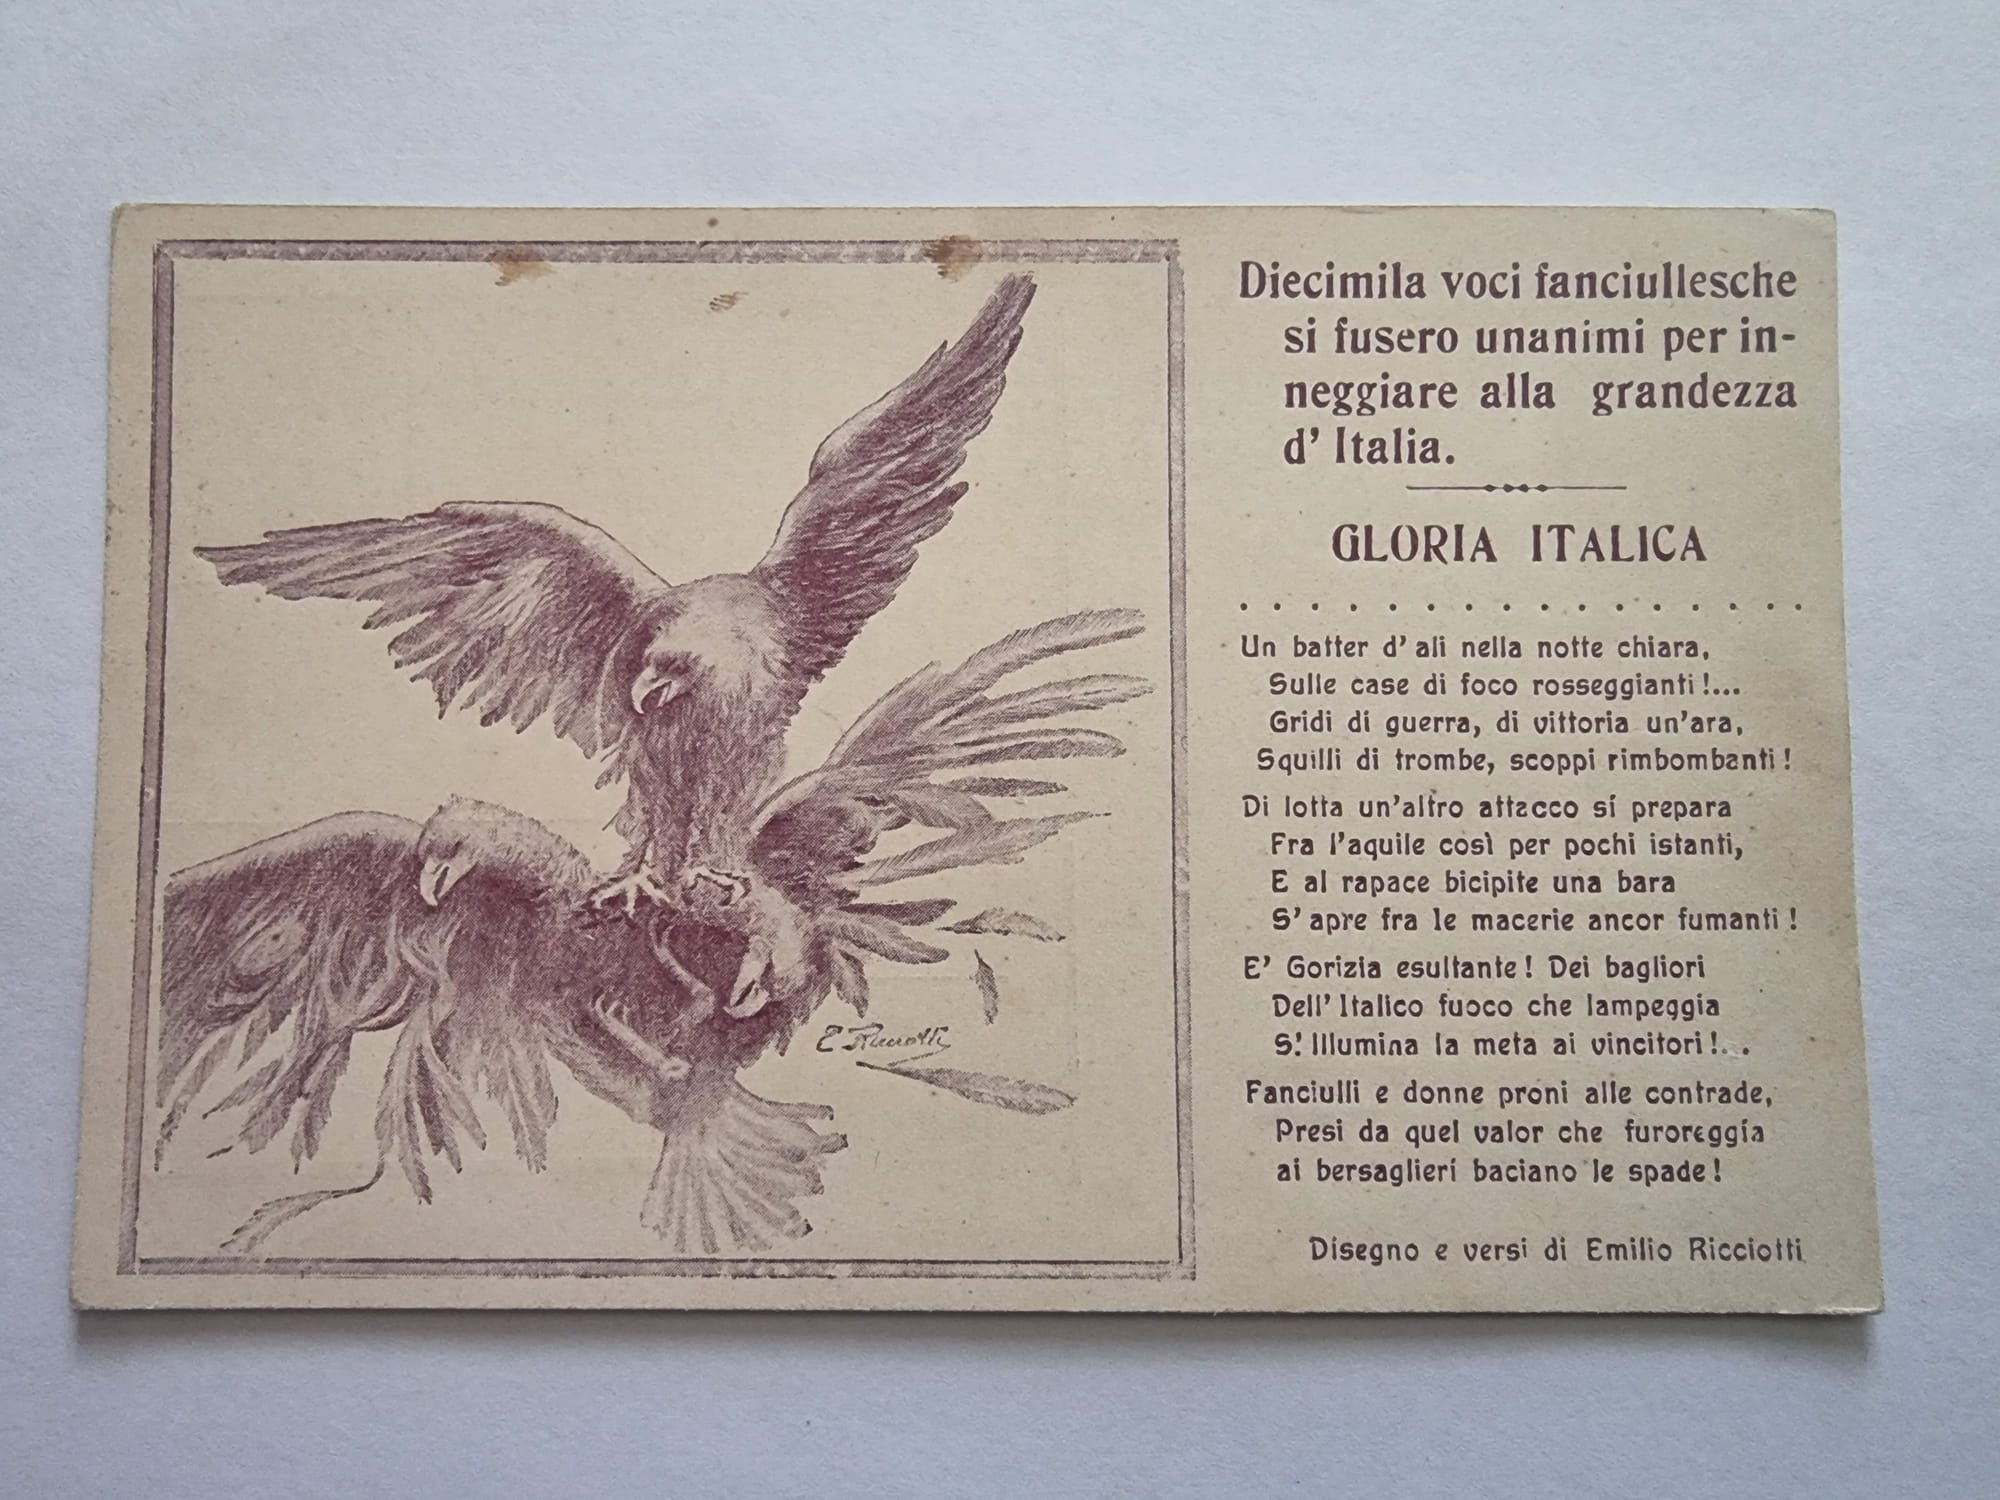 Diecimila voci fanciullesche
si fusero unanimi per in-
neggiare alla grandezza
d' Italia.
GLORIA ITALICA
. . . . . . . . . . . . . . . .
Un batter d' ali nella notte chiara,
Sulle case di foco rosseggianti!...
Gridi di guerra, di vittoria un'ara,
Squilli di trombe, scoppi rimbombanti!
Di lotta un'altro attacco si prepara
Fra l'aquile così per pochi istanti,
E al rapace bicipite una bara
S' apre fra le macerie ancor fumanti!
E' Gorizia esultante! Dei bagliori
Dell' Italico fuoco che lampeggia
S' Illumina la meta ai vincitori!...
Fanciulli e donne proni alle contrade,
Presi da quel valor che furoreggia
ai bersaglieri baciano le spade!
Disegno e versi di Emilio Ricciotti
E. Ricciotti